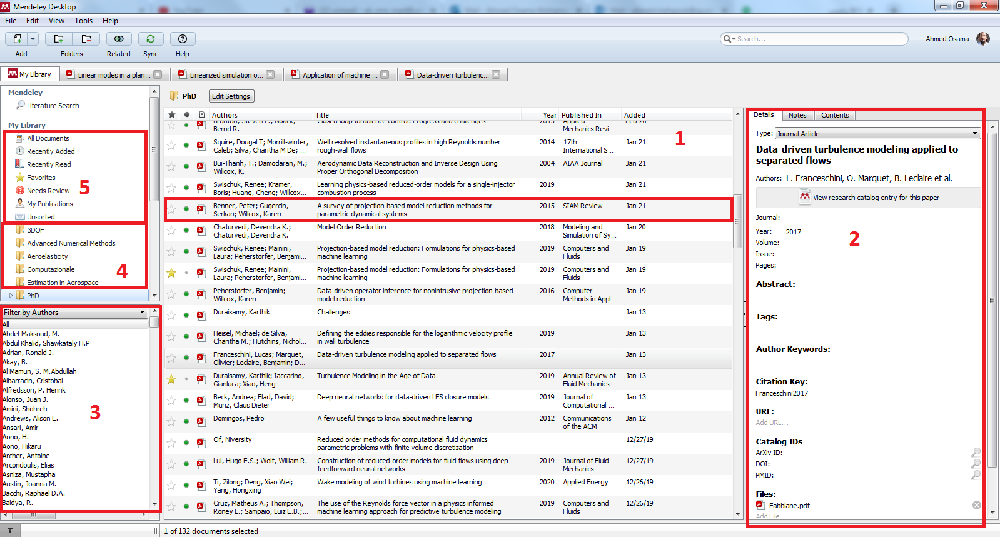 Mendeley Desktop
File Edit View Tools Help
Search...
Ahmed Osama
Add Folders Related Sync Help
My Library
Linear modes in a plan...
Linearized simulation o...
Application of machine ...
Data-driven turbulenc...
Mendeley
Literature Search
My Library
All Documents
Recently Added
Recently Read
Favorites
Needs Review
My Publications
Unsorted
5
3DOF
Advanced Numerical Methods
Aeroelasticity
Computazionale
Estimation in Aerospace
4
PhD
Filter by Authors
All
Abdel-Maksoud, M.
Abdul Khalid, Shawkataly H.P
Adrian, Ronald J.
Akay, B.
Al Mamun, S. M.Abdullah
Albarracin, Cristobal
Alfredsson, P. Henrik
Alonso, Juan J.
Amini, Shohreh
Andrews, Alison E.
Ansari, Amir
Aono, H.
Aono, Hikaru
Archer, Antoine
Arcondoulis, Elias
Asniza, Mustapha
Austin, Joanna M.
Bacchi, Raphael D.A.
Baidya, R.
3
PhD Edit Settings
Authors Title Year Published In Added
1
Brunton, Steven L.; Noack, Closed-loop turbulence control: Progress and challenges 2015 Applied Feb 20
Bernd R. Mechanics Revi...
Squire, Dougal T; Morrill-winter, Well resolved instantaneous profiles in high Reynolds number 2014 17th Jan 21
Caleb; Silva, Charitha M De; ... rough-wall flows International S...
Bui-Thanh, T.; Damodaran, M.; Aerodynamic Data Reconstruction and Inverse Design Using 2004 AIAA Journal Jan 21
Willcox, K. Proper Orthogonal Decomposition
Swischuk, Renee; Kramer, Learning physics-based reduced-order models for a single-injector 2019 Jan 21
Boris; Huang, Cheng; Willcox... combustion process
Benner, Peter; Gugercin, A survey of projection-based model reduction methods for 2015 SIAM Review Jan 21
Serkan; Willcox, Karen parametric dynamical systems
Chaturvedi, Devendra K.; Model Order Reduction 2018 Modeling and Jan 20
Chaturvedi, Devendra K. Simulation of Sy...
Swischuk, Renee; Mainini, Projection-based model reduction: Formulations for physics-based 2019 Computers and Jan 19
Laura; Peherstorfer, Benjami... machine learning Fluids
Swischuk, Renee; Mainini, Projection-based model reduction: Formulations for physics-based 2019 Computers and Jan 19
Laura; Peherstorfer, Benjami... machine learning Fluids
Peherstorfer, Benjamin; Data-driven operator inference for nonintrusive projection-based 2016 Computer Jan 19
Willcox, Karen model reduction Methods in Appl...
Duraisamy, Karthik Challenges Jan 13
Heisel, Michael; de Silva, Defining the eddies responsible for the logarithmic velocity profile 2019 Jan 13
Charitha M.; Hutchins, Nichol... in wall turbulence
Franceschini, Lucas; Marquet, Data-driven turbulence modeling applied to separated flows 2017 Jan 13
Olivier; Leclaire, Benjamin; D...
Duraisamy, Karthik; Iaccarino, Turbulence Modeling in the Age of Data 2019 Annual Review of Jan 13
Gianluca; Xiao, Heng Fluid Mechanics
Beck, Andrea; Flad, David; Deep neural networks for data-driven LES closure models 2019 Journal of Jan 13
Munz, Claus Dieter Computational ...
Domingos, Pedro A few useful things to know about machine learning 2012 Communications Jan 12
of the ACM
Of, Niversity Reduced order methods for computational fluid dynamics 12/27/19
parametric problems with finite volume discretization
Lui, Hugo F.S.; Wolf, William R. Construction of reduced-order models for fluid flows using deep 2019 Journal of Fluid 12/27/19
feedforward neural networks Mechanics
Ti, Zilong; Deng, Xiao Wei; Wake modeling of wind turbines using machine learning 2020 Applied Energy 12/26/19
Yang, Hongxing
Cruz, Matheus A.; Thompson, The use of the Reynolds force vector in a physics informed 2019 Computers and 12/26/19
Roney L.; Sampaio, Luiz E.B.; ... machine learning approach for predictive turbulence modeling Fluids
Details Notes Contents
Type: Journal Article
Data-driven turbulence modeling applied to
separated flows
Authors: L. Franceschini, O. Marquet, B. Leclaire et al.
View research catalog entry for this paper
Journal:
Year: 2017
2
Volume:
Issue:
Pages:
Abstract:
Tags:
Author Keywords:
Citation Key:
Franceschini2017
URL:
Add URL...
Catalog IDs
ArXiv ID:
DOI:
PMID:
Files:
Fabbiane.pdf
Add File
1 of 132 documents selected